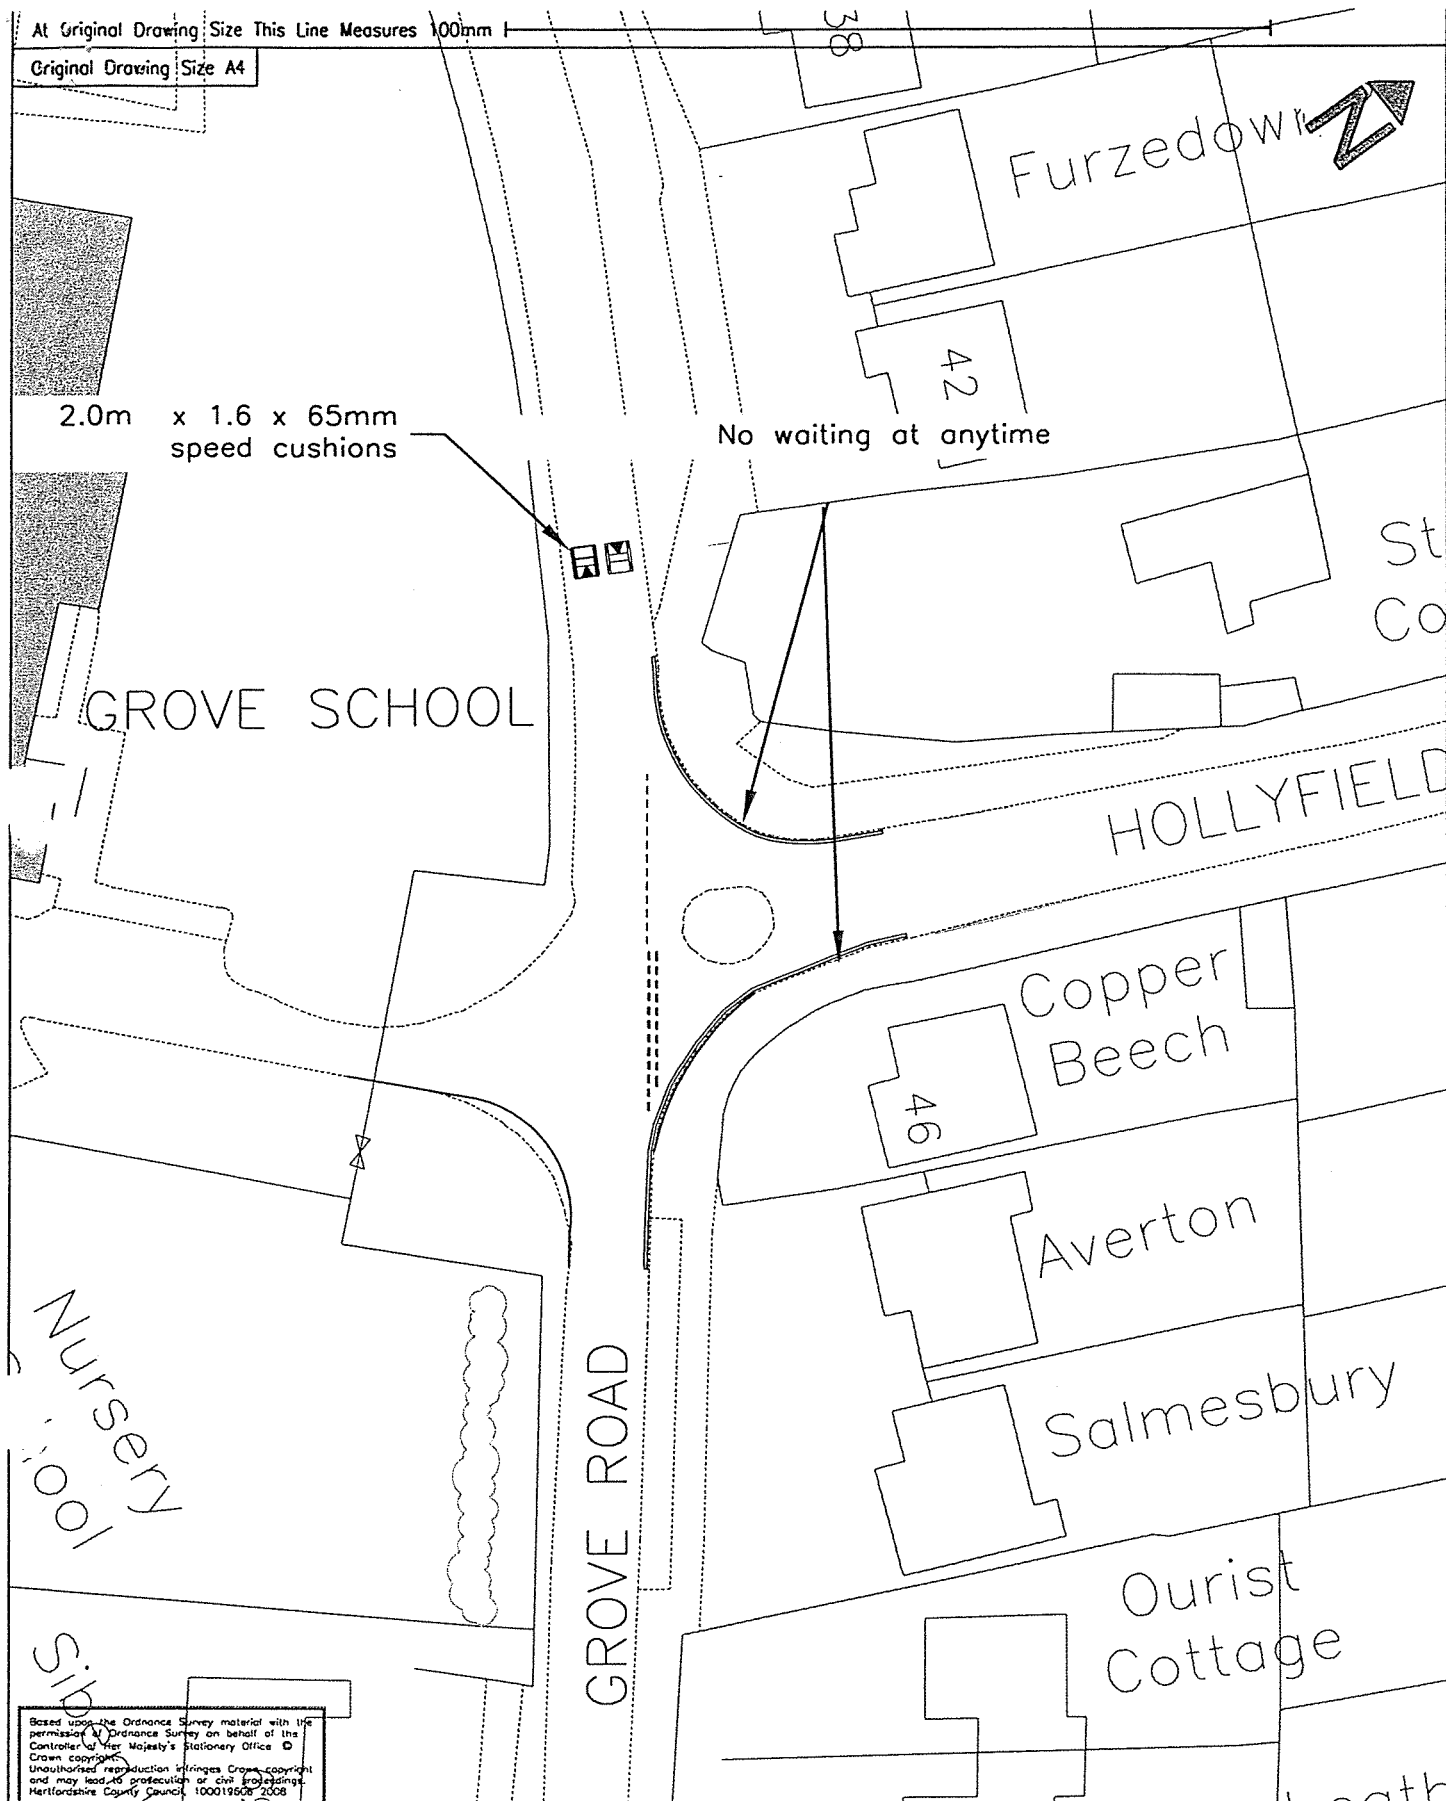 At Original Drawing Size This Line Measures 100mm
Original Drawing Size A4
38
N
Furzedown
42
2.0m x 1.6 x 65mm
speed cushions
No waiting at anytime
St
Co
GROVE SCHOOL
HOLLYFIELD
Copper
Beech
46
Averton
Nursery
ool
Salmesbury
GROVE ROAD
Ourist
Cottage
Sib
Based upon the Ordnance Survey material with the
permission of Ordnance Survey on behalf of the
Controller of Her Majesty's Stationery Office ©
Crown copyright.
Unauthorised reproduction infringes Crown copyright
and may lead to prosecution or civil proceedings.
Hertfordshire County Council 100019606 2008